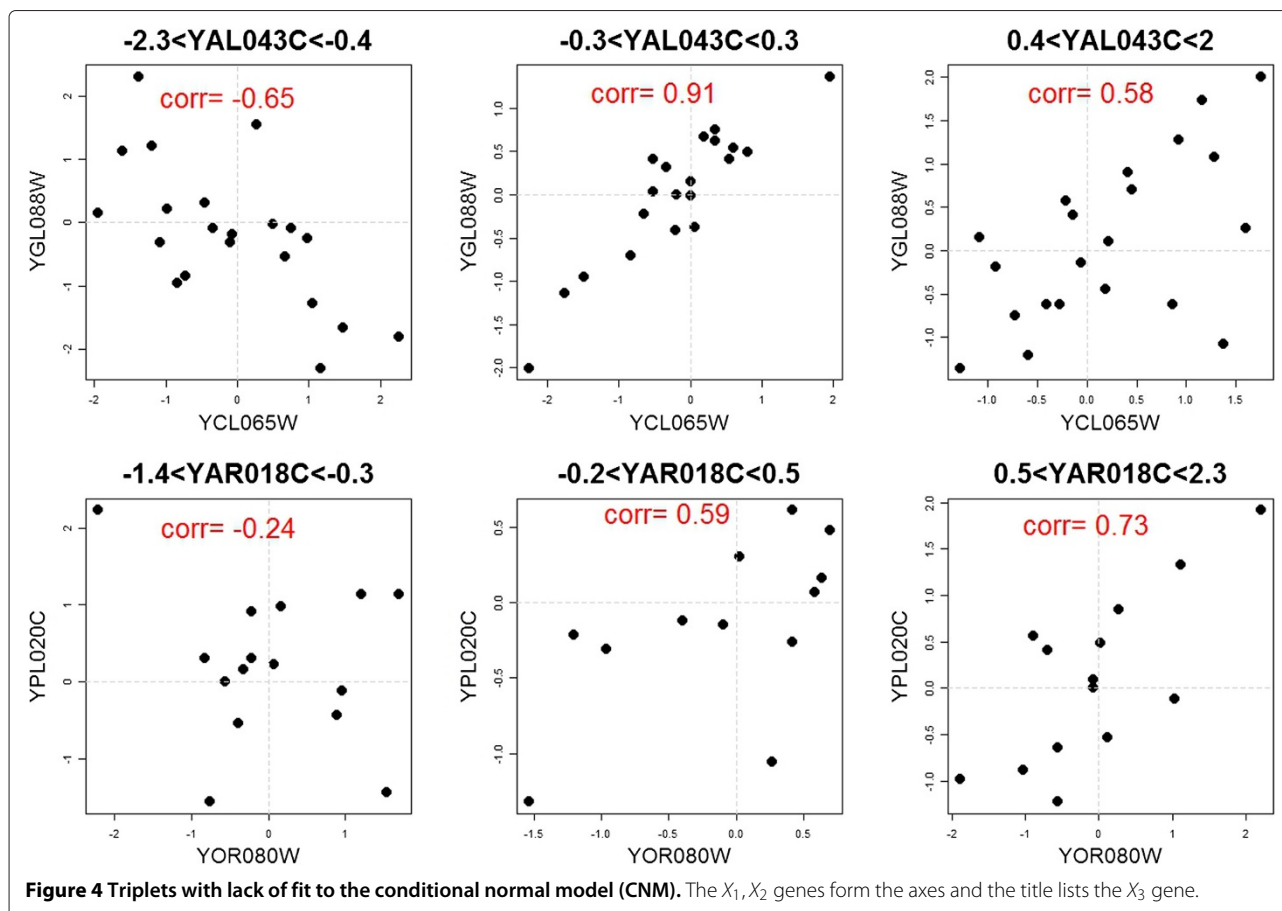 -2.3<YAL043C<-0.4
-0.3<YAL043C<0.3
0.4<YAL043C<2
corr= -0.65
corr= 0.91
corr= 0.58
YGL088W
2
1
0
-1
-2
YGL088W
1.0
0.5
0.0
-0.5
-1.0
-1.5
-2.0
YGL088W
2.0
1.5
1.0
0.5
0.0
-0.5
-1.0
-2 -1 0 1 2
-2 -1 0 1 2
-1.0 -0.5 0.0 0.5 1.0 1.5
YCL065W
YCL065W
YCL065W
-1.4<YAR018C<-0.3
-0.2<YAR018C<0.5
0.5<YAR018C<2.3
corr= -0.24
corr= 0.59
corr= 0.73
YPL020C
2
1
0
-1
YPL020C
0.5
0.0
-0.5
-1.0
YPL020C
2.0
1.5
1.0
0.5
0.0
-0.5
-1.0
-2 -1 0 1
-1.5 -1.0 -0.5 0.0 0.5
-2 -1 0 1 2
YOR080W
YOR080W
YOR080W
Figure 4 Triplets with lack of fit to the conditional normal model (CNM). The X₁, X₂ genes form the axes and the title lists the X₃ gene.